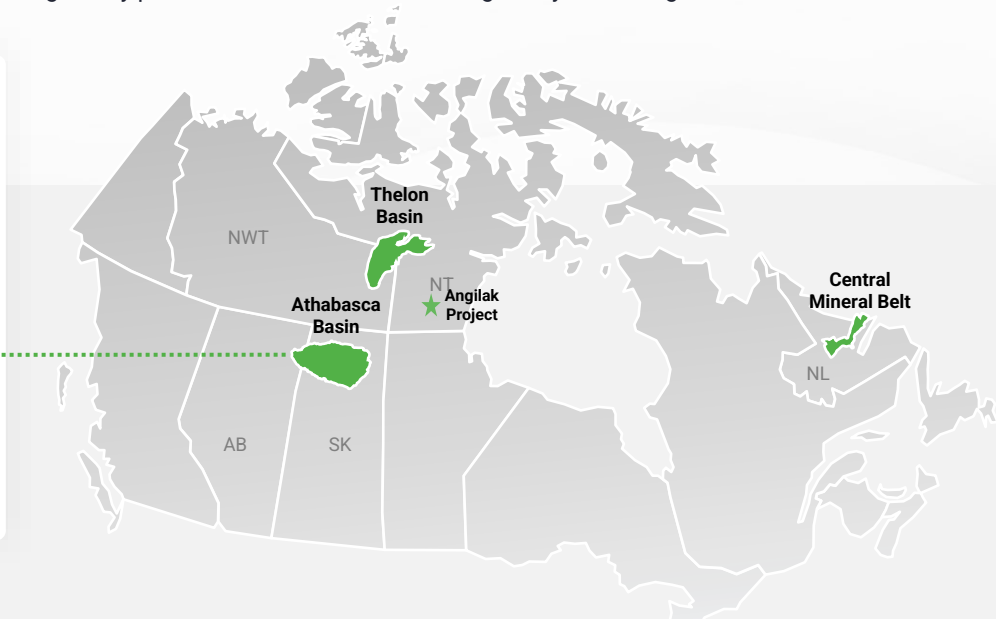 Thelon
Basin
NWT
NT
Angilak
Project
Athabasca
Basin
Central
Mineral Belt
NL
AB
SK